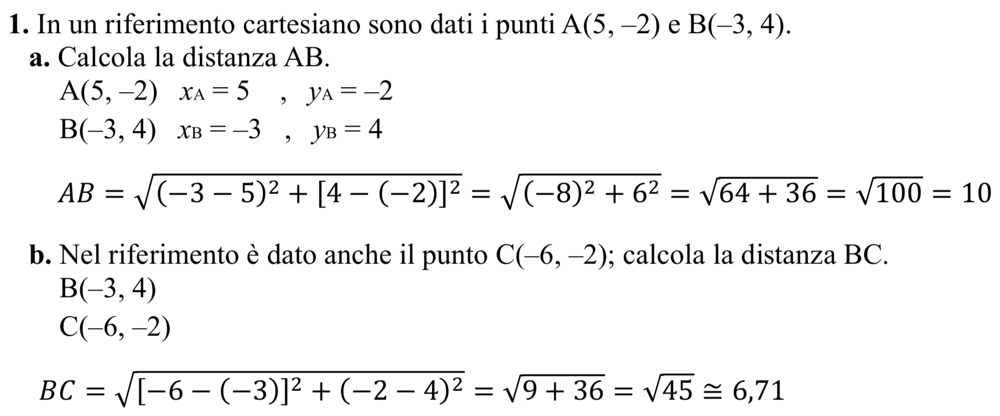 1. In un riferimento cartesiano sono dati i punti A(5, –2) e B(–3, 4).
a. Calcola la distanza AB.
A(5, –2) xA = 5 , yA = –2
B(–3, 4) xB = –3 , yB = 4
AB = √((−3 − 5)² + [4 − (−2)]²) = √((−8)² + 6²) = √(64 + 36) = √100 = 10
b. Nel riferimento è dato anche il punto C(–6, –2); calcola la distanza BC.
B(–3, 4)
C(–6, –2)
BC = √([−6 − (−3)]² + (−2 − 4)²) = √(9 + 36) = √45 ≅ 6,71